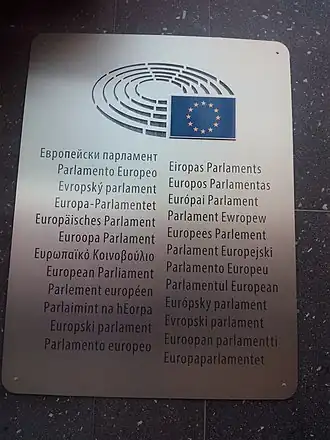 Европейски парламент
Parlamento Europeo
Evropský parlament
Europa-Parlamentet
Europäisches Parlament
Euroopa Parlament
Ευρωπαϊκό Κοινοβούλιο
European Parliament
Parlement européen
Parlaimint na hEorpa
Europski parlament
Parlamento europeo
Eiropas Parlaments
Europos Parlamentas
Európai Parlament
Parlament Ewropew
Europees Parlement
Parlament Europejski
Parlamento Europeu
Parlamentul European
Európsky parlament
Evropski parlament
Euroopan parlamentti
Europaparlamentet